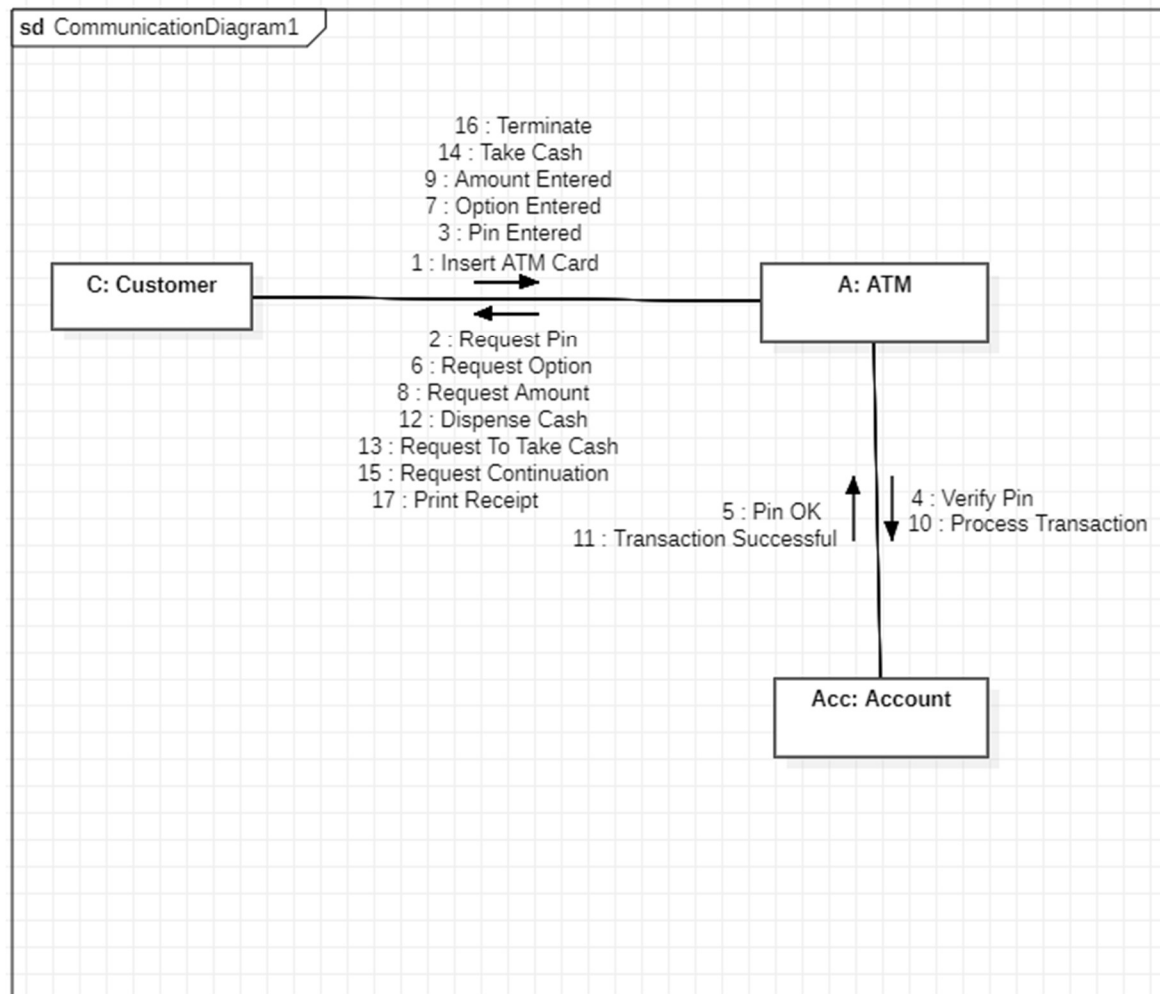 sd CommunicationDiagram1
16 : Terminate
14 : Take Cash
9 : Amount Entered
7 : Option Entered
3 : Pin Entered
1 : Insert ATM Card
C: Customer
A: ATM
2 : Request Pin
6 : Request Option
8 : Request Amount
12 : Dispense Cash
13 : Request To Take Cash
15 : Request Continuation
17 : Print Receipt
5 : Pin OK
11 : Transaction Successful
4 : Verify Pin
10 : Process Transaction
Acc: Account